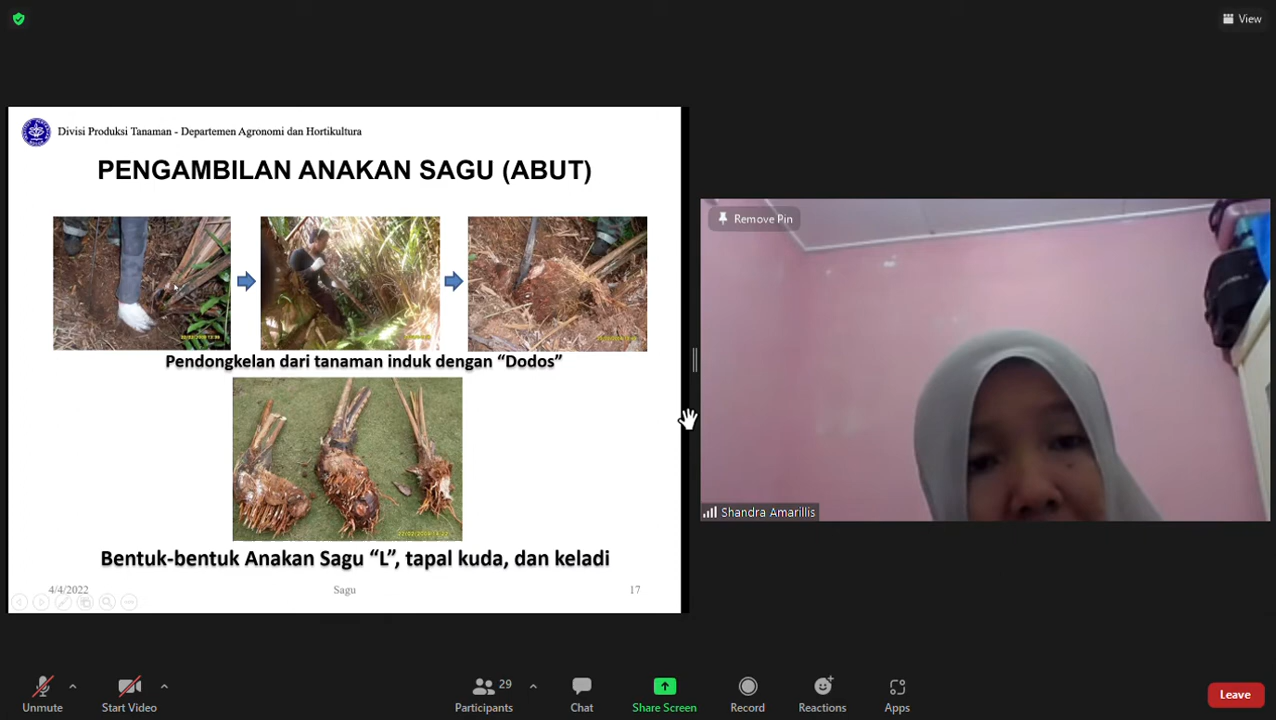 View
Divisi Produksi Tanaman - Departemen Agronomi dan Hortikultura
PENGAMBILAN ANAKAN SAGU (ABUT)
Pendongkelan dari tanaman induk dengan “Dodos”
Bentuk-bentuk Anakan Sagu “L”, tapal kuda, dan keladi
4/4/2022
Sagu
17
Remove Pin
Shandra Amarillis
Unmute
Start Video
29
Participants
Chat
Share Screen
Record
Reactions
Apps
Leave